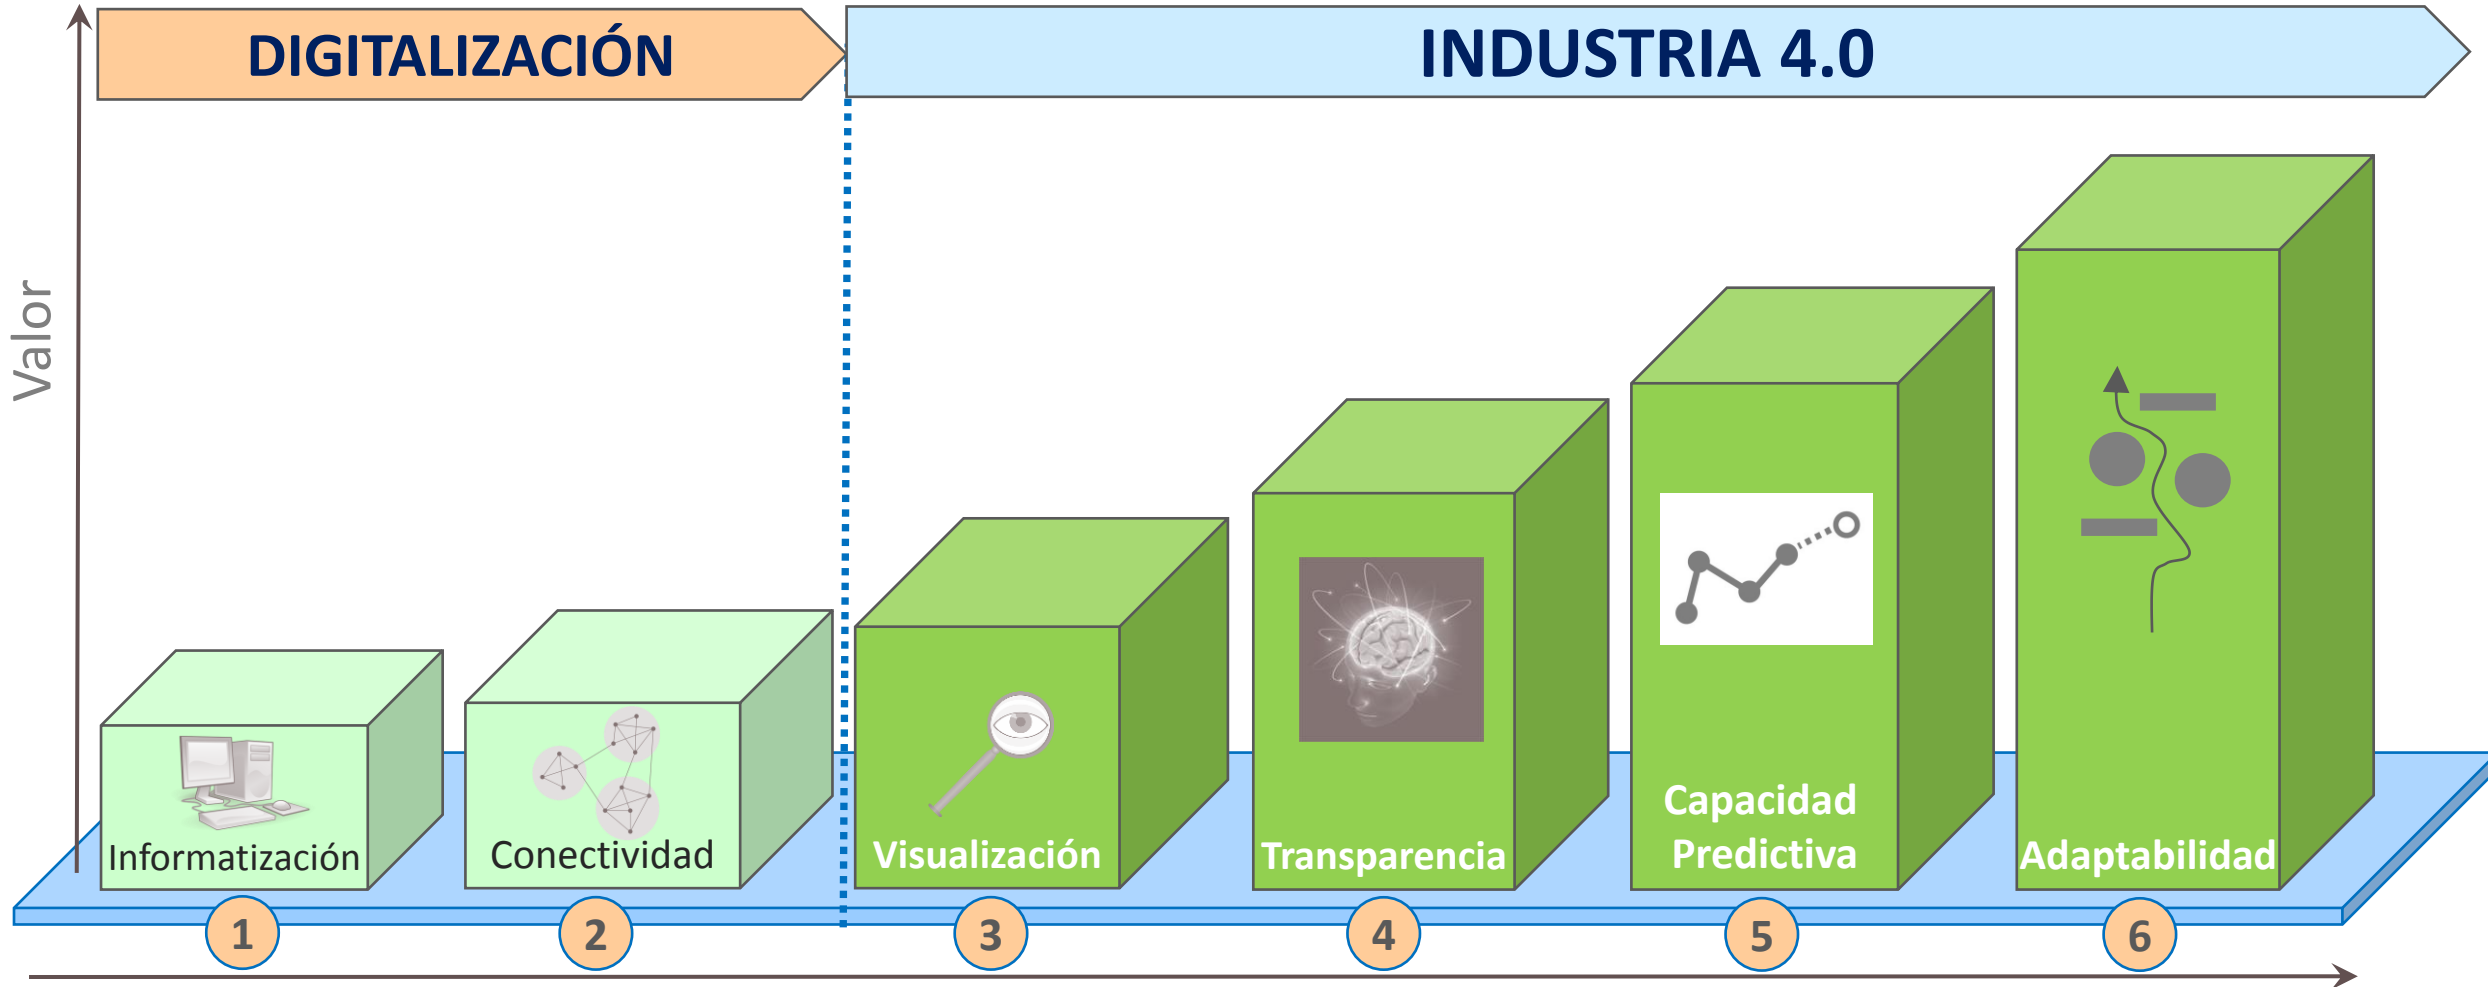 DIGITALIZACIÓN
INDUSTRIA 4.0
Valor
Informatización
Conectividad
Visualización
Transparencia
Capacidad
Predictiva
Adaptabilidad
1
2
3
4
5
6